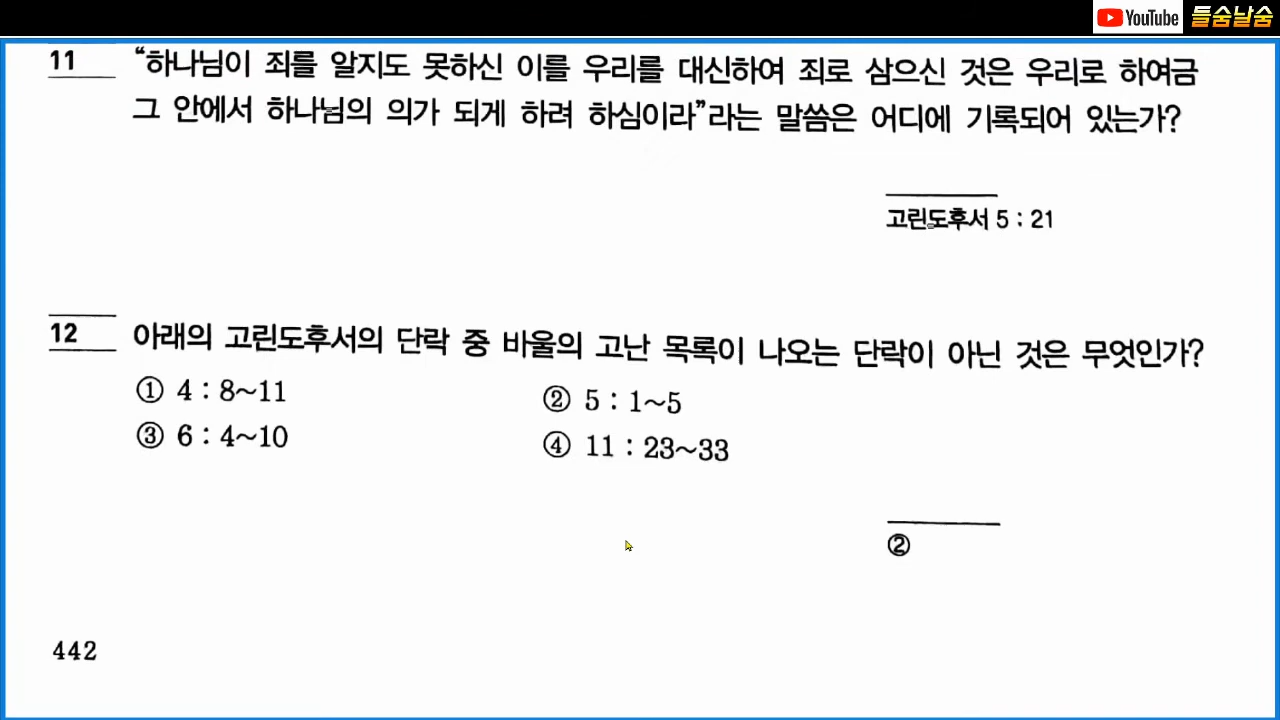 YouTube 들숨날숨
11 “하나님이 죄를 알지도 못하신 이를 우리를 대신하여 죄로 삼으신 것은 우리로 하여금
그 안에서 하나님의 의가 되게 하려 하심이라”라는 말씀은 어디에 기록되어 있는가?
고린도후서 5 : 21
12 아래의 고린도후서의 단락 중 바울의 고난 목록이 나오는 단락이 아닌 것은 무엇인가?
① 4 : 8～11 ② 5 : 1～5
③ 6 : 4～10 ④ 11 : 23～33
②
442